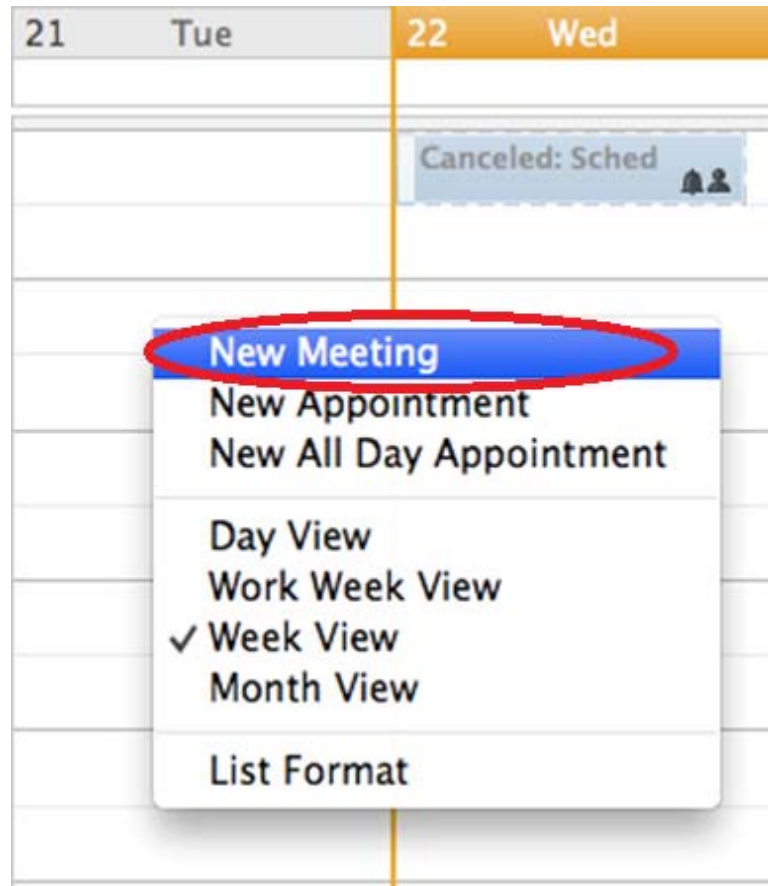 21 Tue 22 Wed
Canceled: Sched
New Meeting
New Appointment
New All Day Appointment
Day View
Work Week View
✓ Week View
Month View
List Format